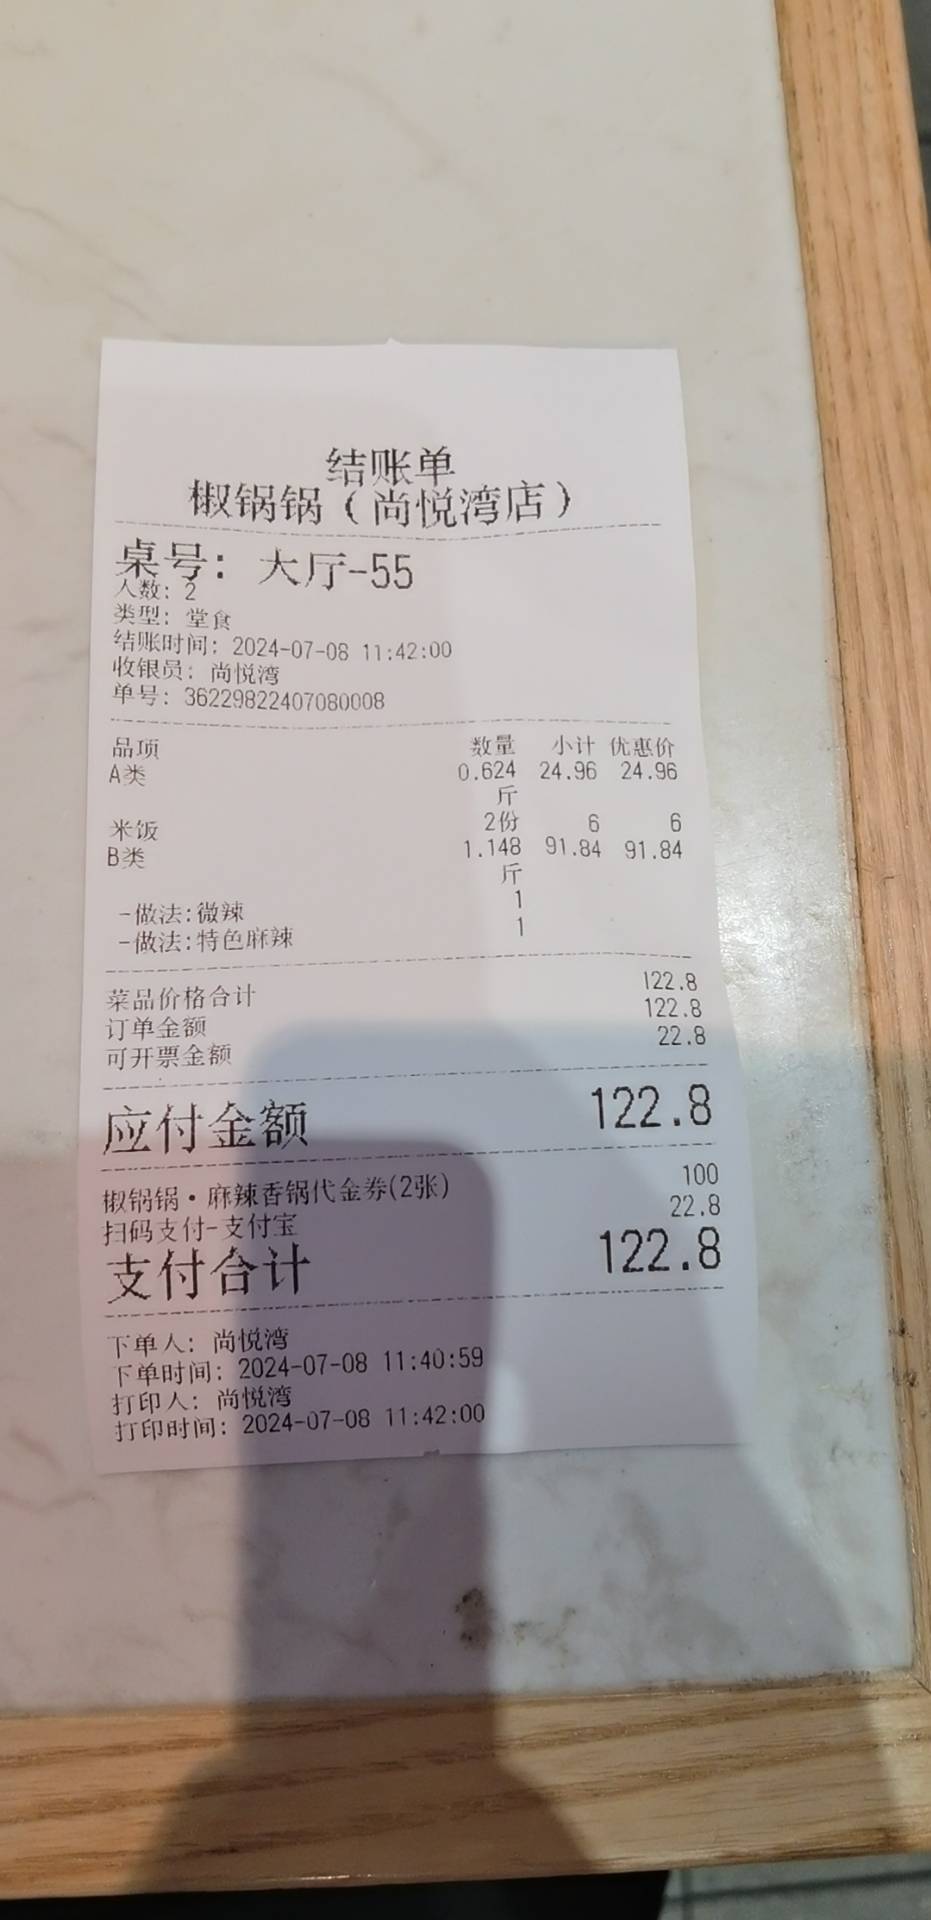 结账单
椒锅锅（尚悦湾店）
桌号：大厅-55
人数：2
类型：堂食
结账时间：2024-07-08 11:42:00
收银员：尚悦湾
单号：36229822407080008
品项 数量 小计 优惠价
A类 0.624 24.96 24.96
斤
米饭 2份 6 6
B类 1.148 91.84 91.84
斤
-做法:微辣 1
-做法:特色麻辣 1
菜品价格合计 122.8
订单金额 122.8
可开票金额 22.8
应付金额 122.8
椒锅锅·麻辣香锅代金券(2张) 100
扫码支付-支付宝 22.8
支付合计 122.8
下单人：尚悦湾
下单时间：2024-07-08 11:40:59
打印人：尚悦湾
打印时间：2024-07-08 11:42:00